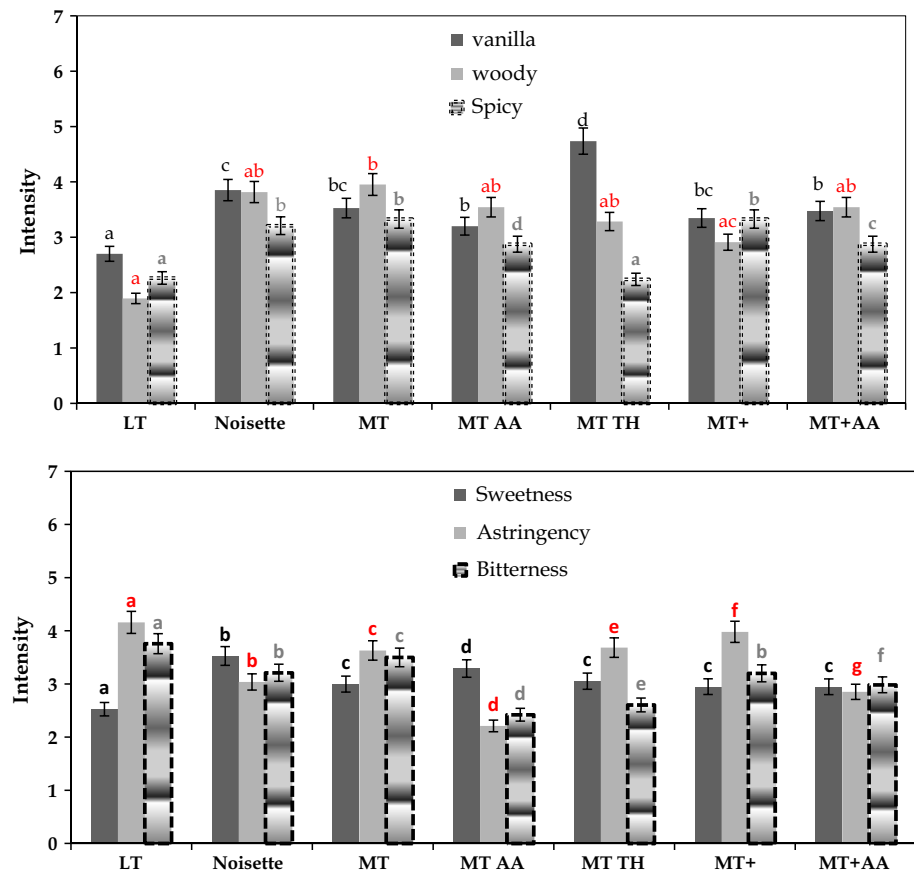 7
6
5
4
3
2
1
0
Intensity
vanilla
woody
Spicy
a a a
c ab b
bc b b
b ab d
d ab a
bc ac b
b ab c
LT Noisette MT MT AA MT TH MT+ MT+AA
7
6
5
4
3
2
1
0
Intensity
Sweetness
Astringency
Bitterness
a a a
b b b
c c c
d d d
c e e
c f b
c g f
LT Noisette MT MT AA MT TH MT+ MT+AA